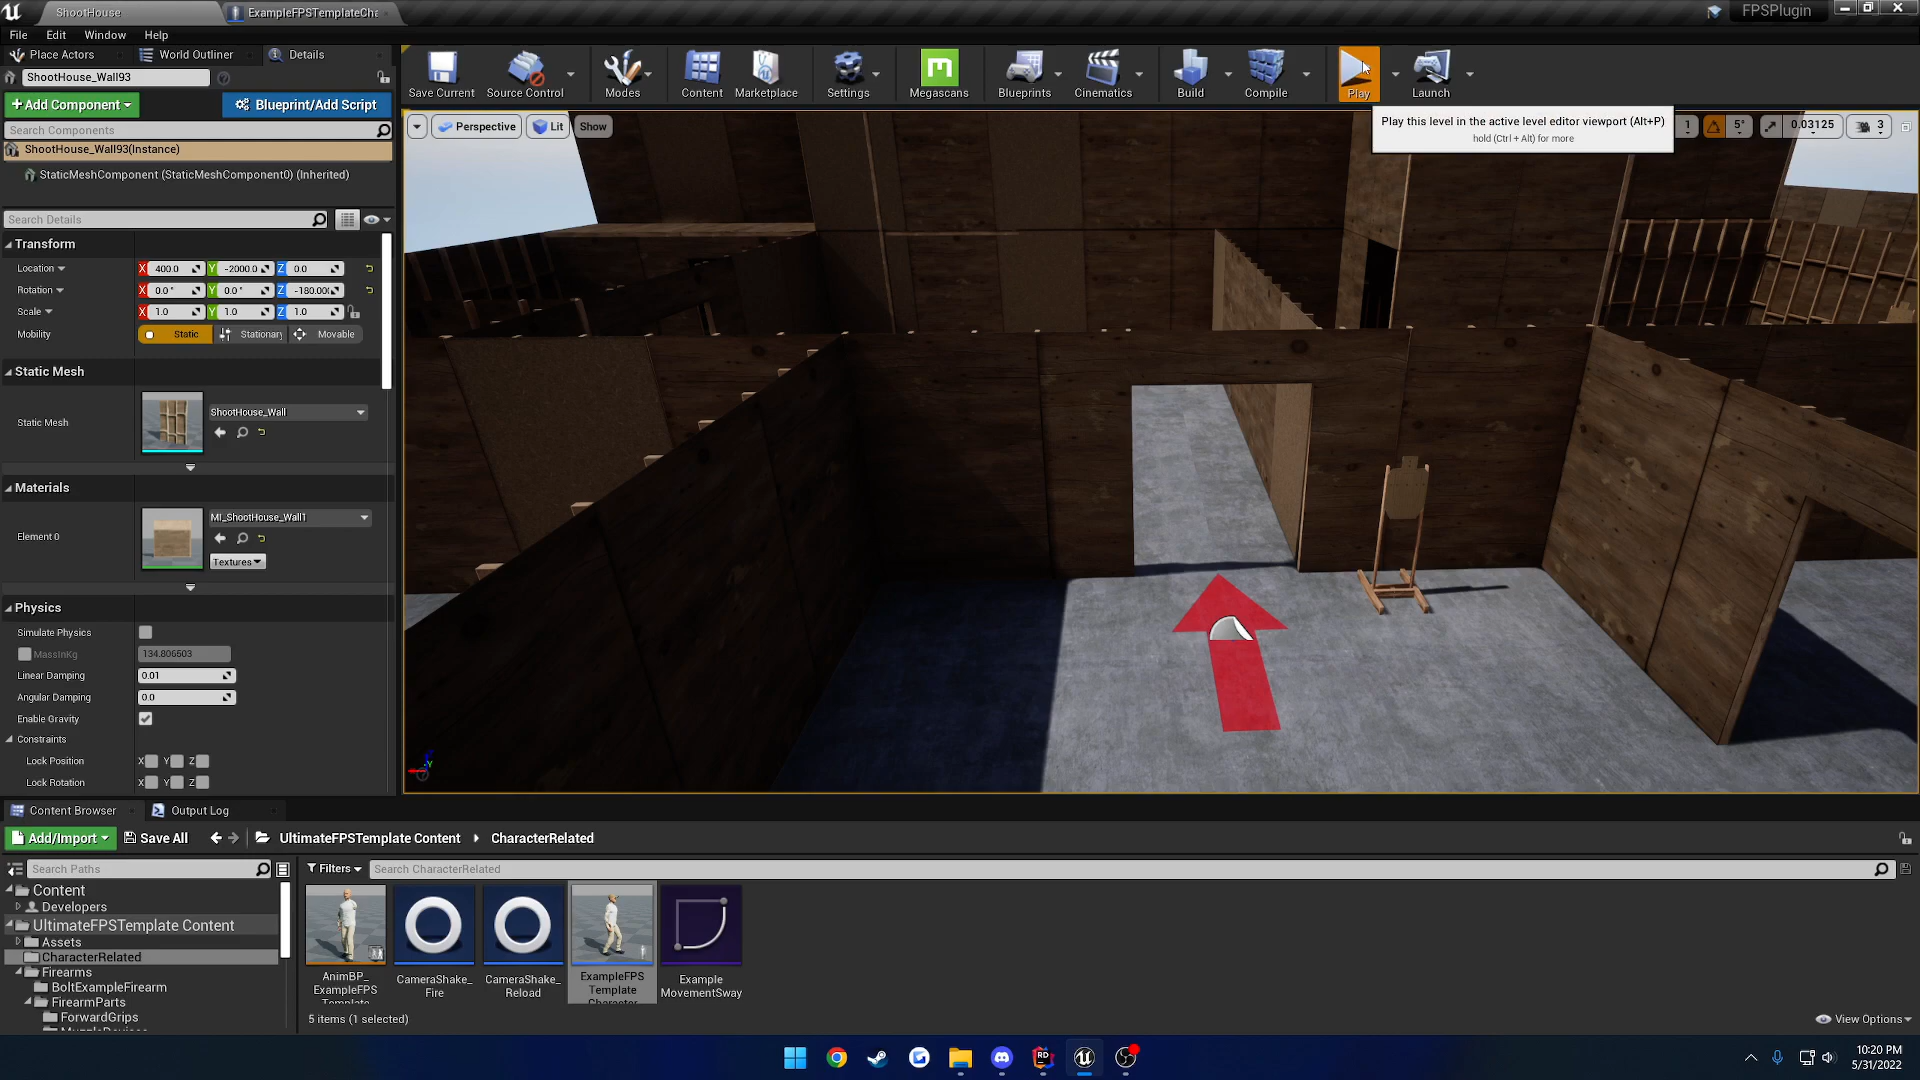 ShootHouse
ExampleFPSTemplateCha
FPSPlugin
File Edit Window Help
Place Actors
World Outliner
Details
ShootHouse_Wall93
+Add Component
Blueprint/Add Script
Search Components
ShootHouse_Wall93(Instance)
StaticMeshComponent (StaticMeshComponent0) (Inherited)
Search Details
Transform
Location X 400.0 Y -2000.0 Z 0.0
Rotation X 0.0 ° Y 0.0 ° Z -180.00(
Scale X 1.0 Y 1.0 Z 1.0
Mobility Static Stationary Movable
Static Mesh
Static Mesh
ShootHouse_Wall
Materials
Element 0
MI_ShootHouse_Wall1
Textures
Physics
Simulate Physics
MassInKg 134.806503
Linear Damping 0.01
Angular Damping 0.0
Enable Gravity
Constraints
Lock Position X Y Z
Lock Rotation X Y Z
Save Current
Source Control
Modes
Content
Marketplace
Settings
Megascans
Blueprints
Cinematics
Build
Compile
Play
Launch
Perspective
Lit
Show
Play this level in the active level editor viewport (Alt+P)
hold (Ctrl + Alt) for more
1
5°
0.03125
3
Content Browser
Output Log
Add/Import
Save All
UltimateFPSTemplate Content
CharacterRelated
Search Paths
Filters
Search CharacterRelated
Content
Developers
UltimateFPSTemplate Content
Assets
CharacterRelated
Firearms
BoltExampleFirearm
FirearmParts
ForwardGrips
MuzzleDevices
AnimBP_
ExampleFPS
Template
CameraShake_
Fire
CameraShake_
Reload
ExampleFPS
Template
Character
Example
MovementSway
5 items (1 selected)
View Options
RD
10:20 PM
5/31/2022